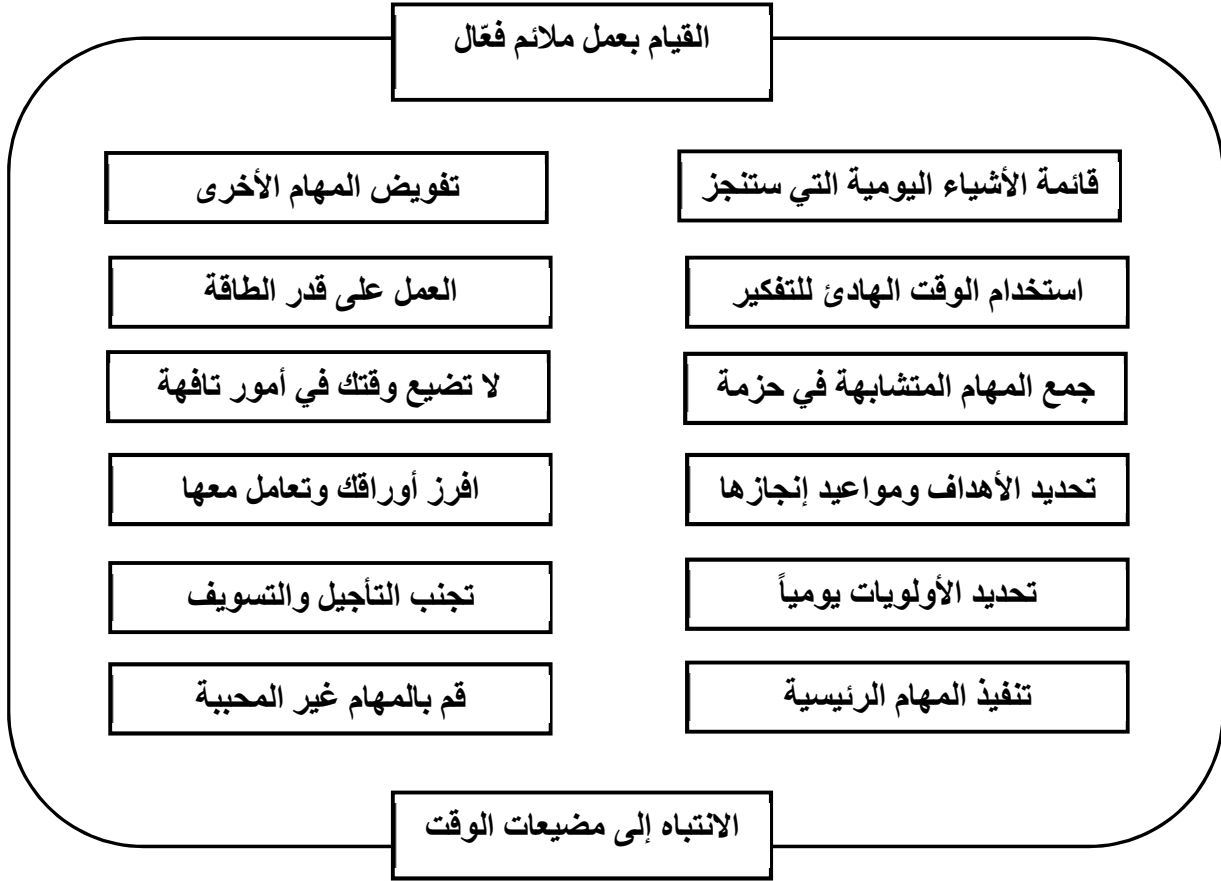 القيام بعمل ملائم فعّال
قائمة الأشياء اليومية التي ستنجز
تفويض المهام الأخرى
استخدام الوقت الهادئ للتفكير
العمل على قدر الطاقة
جمع المهام المتشابهة في حزمة
لا تضيع وقتك في أمور تافهة
تحديد الأهداف ومواعيد إنجازها
افرز أوراقك وتعامل معها
تحديد الأولويات يومياً
تجنب التأجيل والتسويف
تنفيذ المهام الرئيسية
قم بالمهام غير المحببة
الانتباه إلى مضيعات الوقت